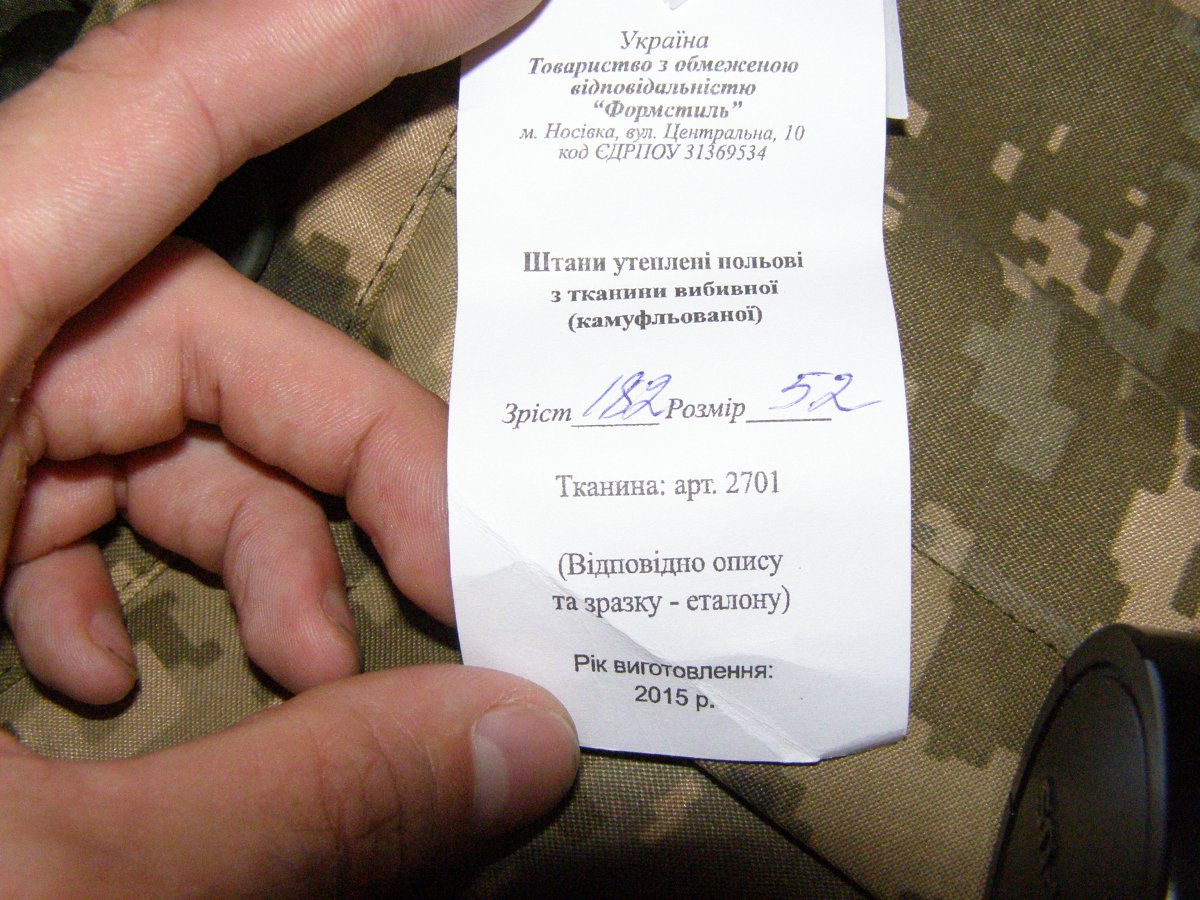 Україна
Товариство з обмеженою
відповідальністю
“Формстиль”
м. Носівка, вул. Центральна, 10
код ЄДРПОУ 31369534
Штани утеплені польові
з тканини вибивної
(камуфльованої)
Зріст 182 Розмір 52
Тканина: арт. 2701
(Відповідно опису
та зразку - еталону)
Рік виготовлення:
2015 р.